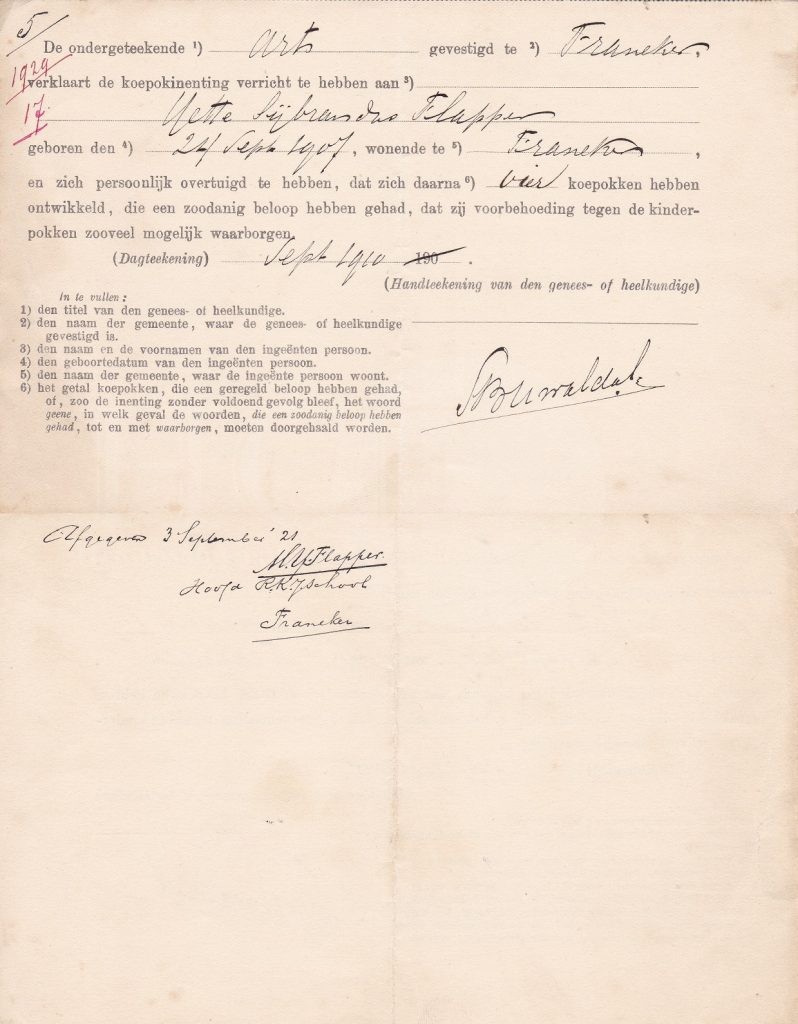 5/
De ondergeteekende ¹) arts gevestigd te ²) Franeker,
1929
verklaart de koepokinenting verricht te hebben aan ³)
17.
Uette Sijbrandus Flapper
geboren den ⁴) 24 Sept 1907, wonende te ⁵) Franeker,
en zich persoonlijk overtuigd te hebben, dat zich daarna ⁶) vier koepokken hebben
ontwikkeld, die een zoodanig beloop hebben gehad, dat zij voorbehoeding tegen de kinder-
pokken zooveel mogelijk waarborgen.
(Dagteekening) Sept 1910 190 .
(Handteekening van den genees- of heelkundige)
In te vullen:
1) den titel van den genees- of heelkundige.
2) den naam der gemeente, waar de genees- of heelkundige
gevestigd is.
3) den naam en de voornamen van den ingeënten persoon.
4) den geboortedatum van den ingeënten persoon.
5) den naam der gemeente, waar de ingeënte persoon woont.
6) het getal koepokken, die een geregeld beloop hebben gehad,
of, zoo de inenting zonder voldoend gevolg bleef, het woord
geene, in welk geval de woorden, die een zoodanig beloop hebben
gehad, tot en met waarborgen, moeten doorgehaald worden.
Afgegeven 3 September '21
M.Y. Flapper.
Hoofd R.K. J school
Franeker